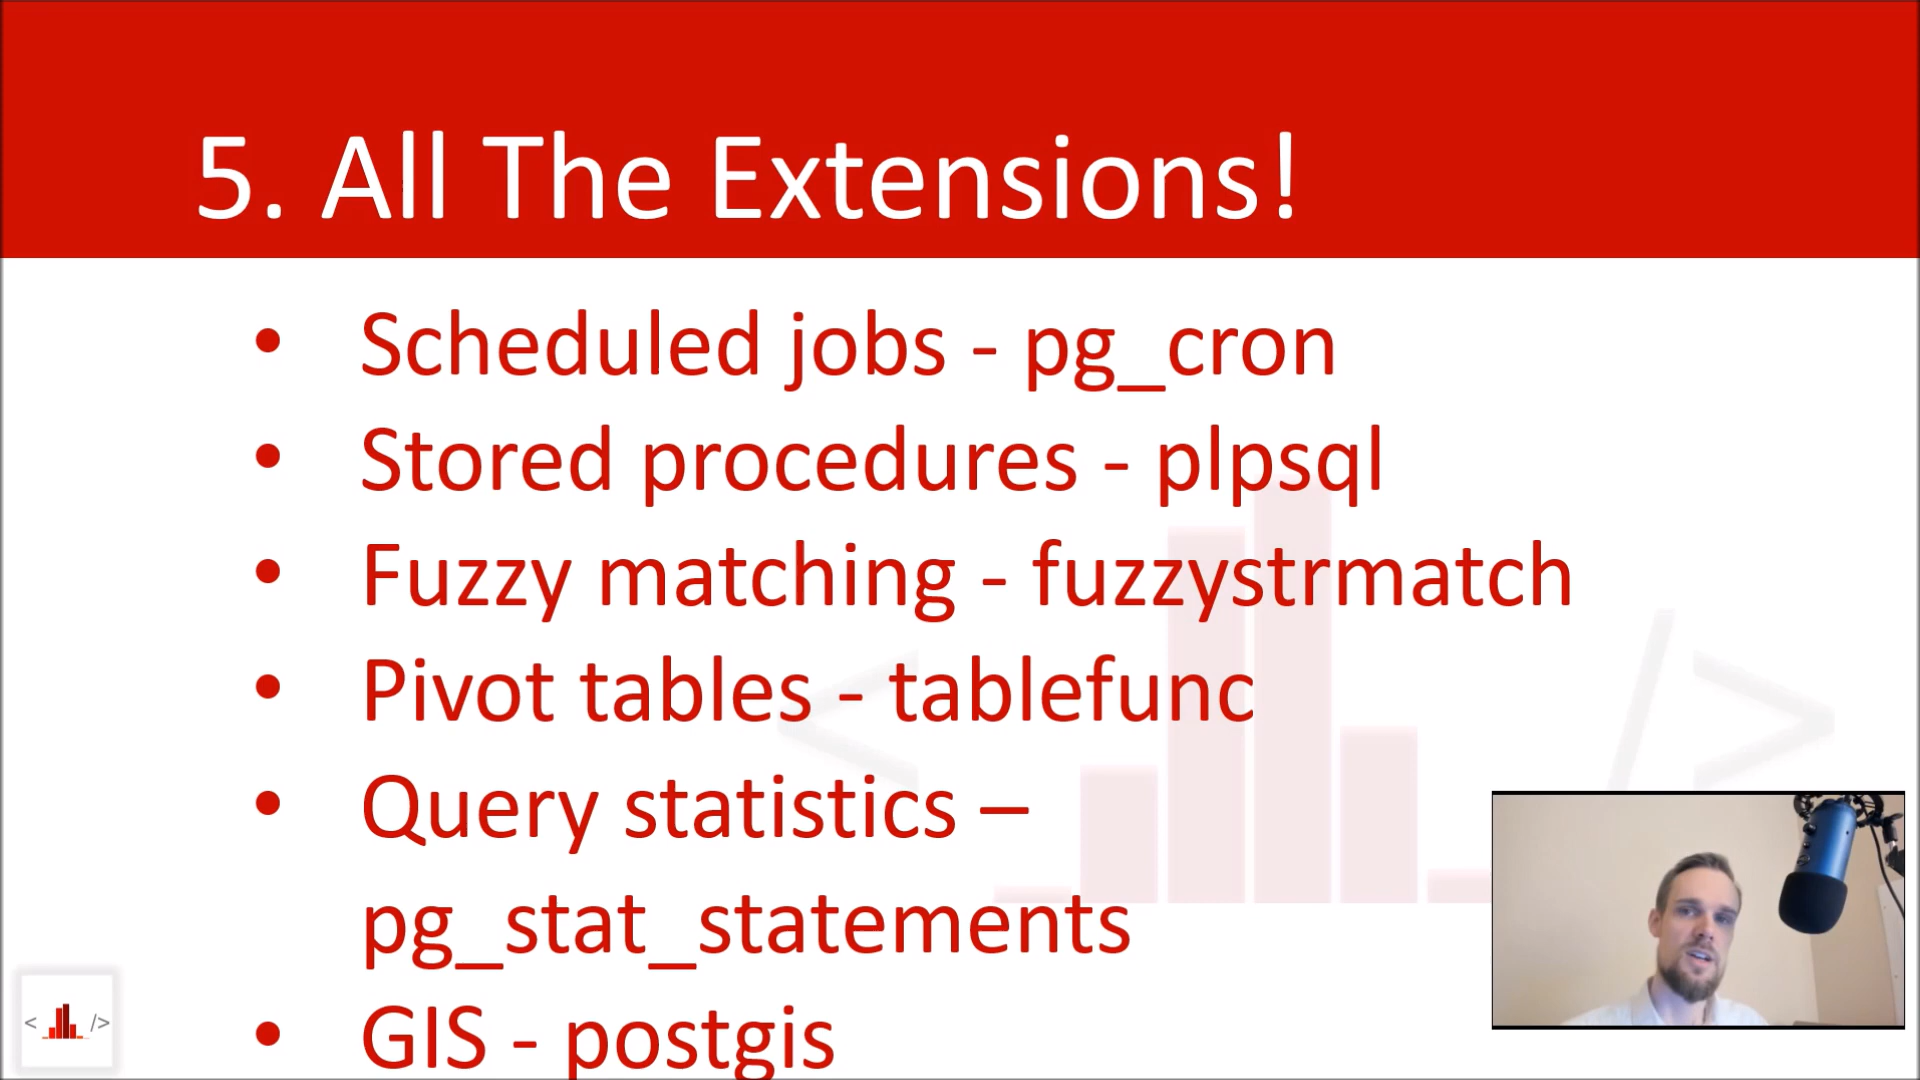 5. All The Extensions!
• Scheduled jobs - pg_cron
• Stored procedures - plpsql
• Fuzzy matching - fuzzystrmatch
• Pivot tables - tablefunc
• Query statistics –
pg_stat_statements
• GIS - postgis
< />